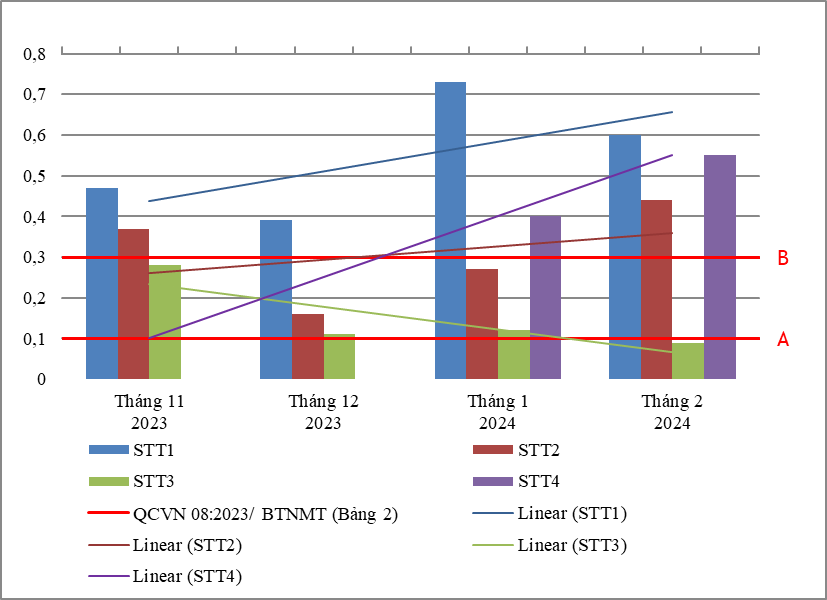 0,8
0,7
0,6
0,5
0,4
0,3
B
0,2
0,1
A
0
Tháng 11
2023
Tháng 12
2023
Tháng 1
2024
Tháng 2
2024
STT1
STT2
STT3
STT4
QCVN 08:2023/ BTNMT (Bảng 2)
Linear (STT1)
Linear (STT2)
Linear (STT3)
Linear (STT4)